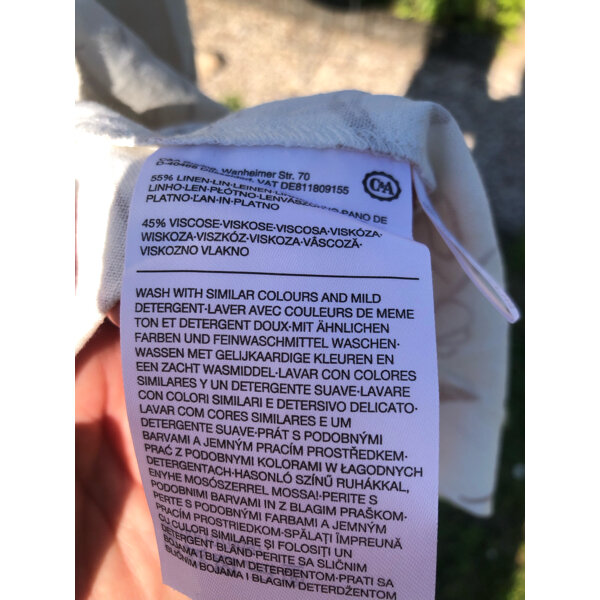 Wanheimer Str. 70
VAT DE811809155
C&A
55% LINEN·LIN·LEINEN·
LINHO·LEN·PŁÓTNO·LENVÁSZON·IN·PANO DE
PLATNO·LAN·IN·PLATNO
45% VISCOSE·VISKOSE·VISCOSA·VISKÓZA·
WISKOZA·VISZKÓZ·VISKOZA·VÂSCOZĂ·
VISKOZNO VLAKNO
WASH WITH SIMILAR COLOURS AND MILD
DETERGENT·LAVER AVEC COULEURS DE MEME
TON ET DETERGENT DOUX·MIT ÄHNLICHEN
FARBEN UND FEINWASCHMITTEL WASCHEN·
WASSEN MET GELIJKAARDIGE KLEUREN EN
EEN ZACHT WASMIDDEL·LAVAR CON COLORES
SIMILARES Y UN DETERGENTE SUAVE·LAVARE
CON COLORI SIMILARI E DETERSIVO DELICATO·
LAVAR COM CORES SIMILARES E UM
DETERGENTE SUAVE·PRÁT S PODOBNÝMI
BARVAMI A JEMNÝM PRACÍM PROSTŘEDKEM·
PRAĆ Z PODOBNYMI KOLORAMI W ŁAGODNYCH
DETERGENTACH·HASONLÓ SZÍNŰ RUHÁKKAL,
ENYHE MOSÓSZERREL MOSSA!·PERITE S
PODOBNIMI BARVAMI IN Z BLAGIM PRAŠKOM·
PERTE S PODOBNÝMI FARBAMI A JEMNÝM
PRACÍM PROSTRIEDKOM·SPĂLAȚI ÎMPREUNĂ
CU CULORI SIMILARE ȘI FOLOSIȚI UN
DETERGENT BLÂND·PERITE SA SLIČNIM
BOJAMA I BLAGIM DETERĐENTOM·PRATI SA
SLIČNIM BOJAMA I BLAGIM DETERDŽENTOM